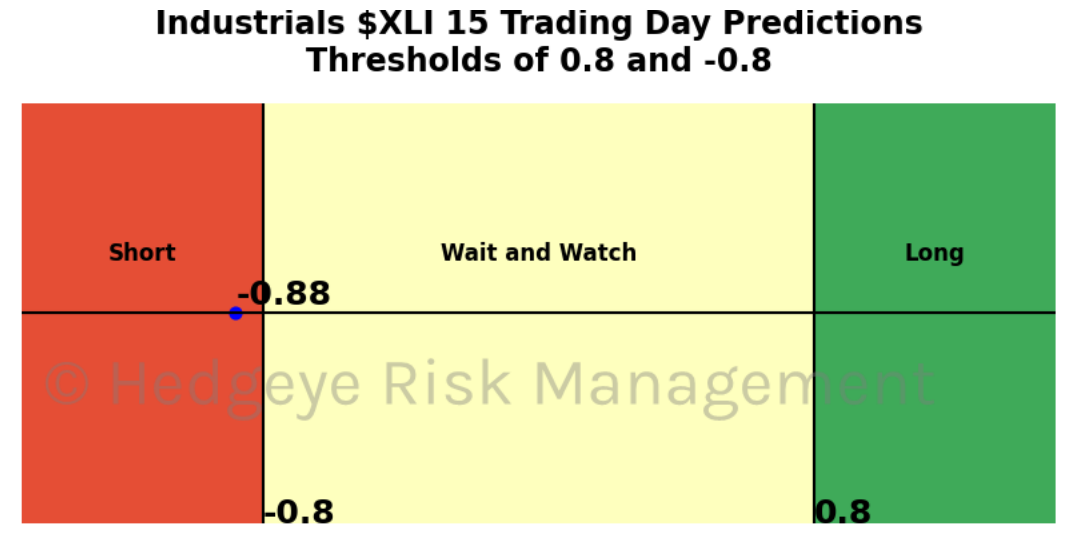 Industrials $XLI 15 Trading Day Predictions
Thresholds of 0.8 and -0.8
Short
Wait and Watch
Long
-0.88
© Hedgeye Risk Management
-0.8
0.8